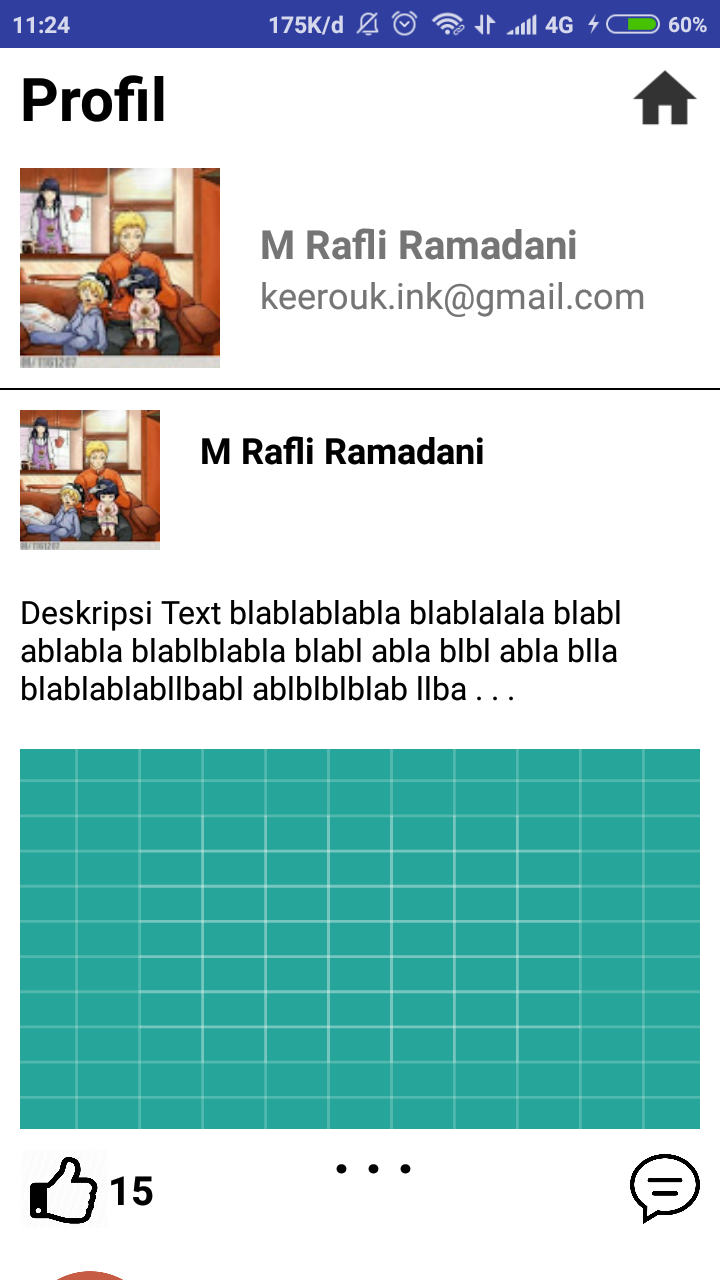 11:24 175K/d 4G 60%
Profil
M Rafli Ramadani
keerouk.ink@gmail.com
M Rafli Ramadani
Deskripsi Text blablablabla blablalala blabl
ablabla blablblabla blabl abla blbl abla blla
blablablabllbabl ablblblblab llba . . .
15